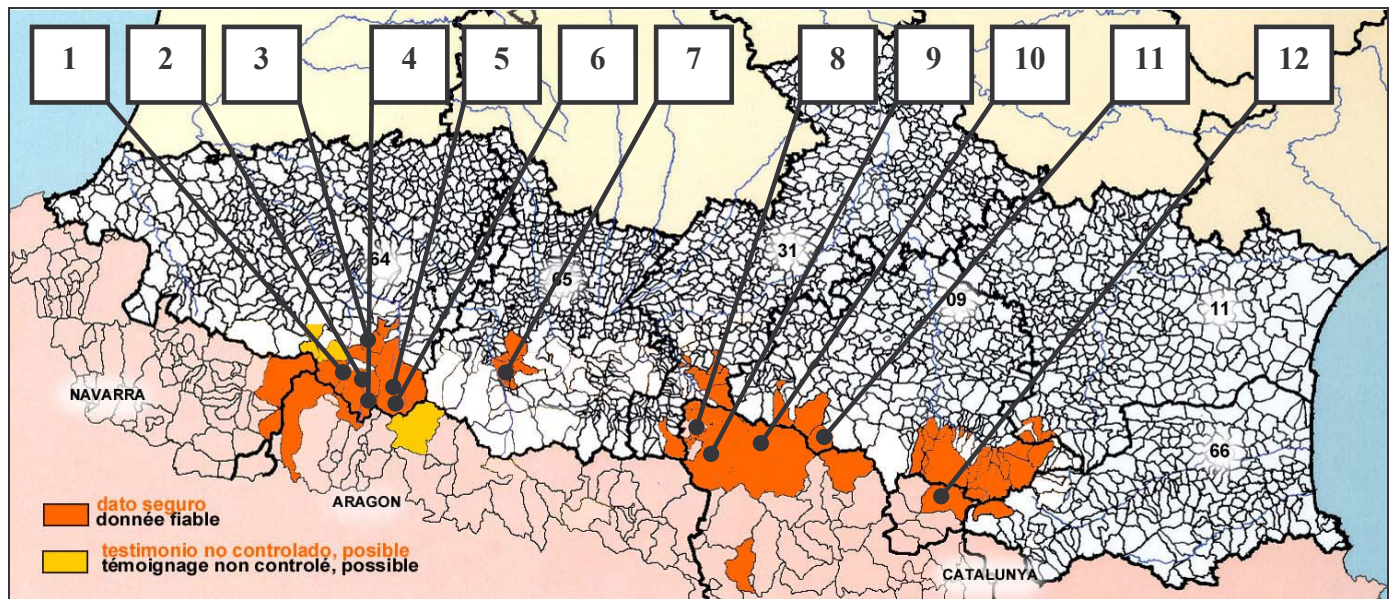 1 2 3 4 5 6 7 8 9 10 11 12
64
65
31
09
11
66
NAVARRA
ARAGON
CATALUNYA
dato seguro
donnée fiable
testimonio no controlado, posible
témoignage non contrôlé, possible